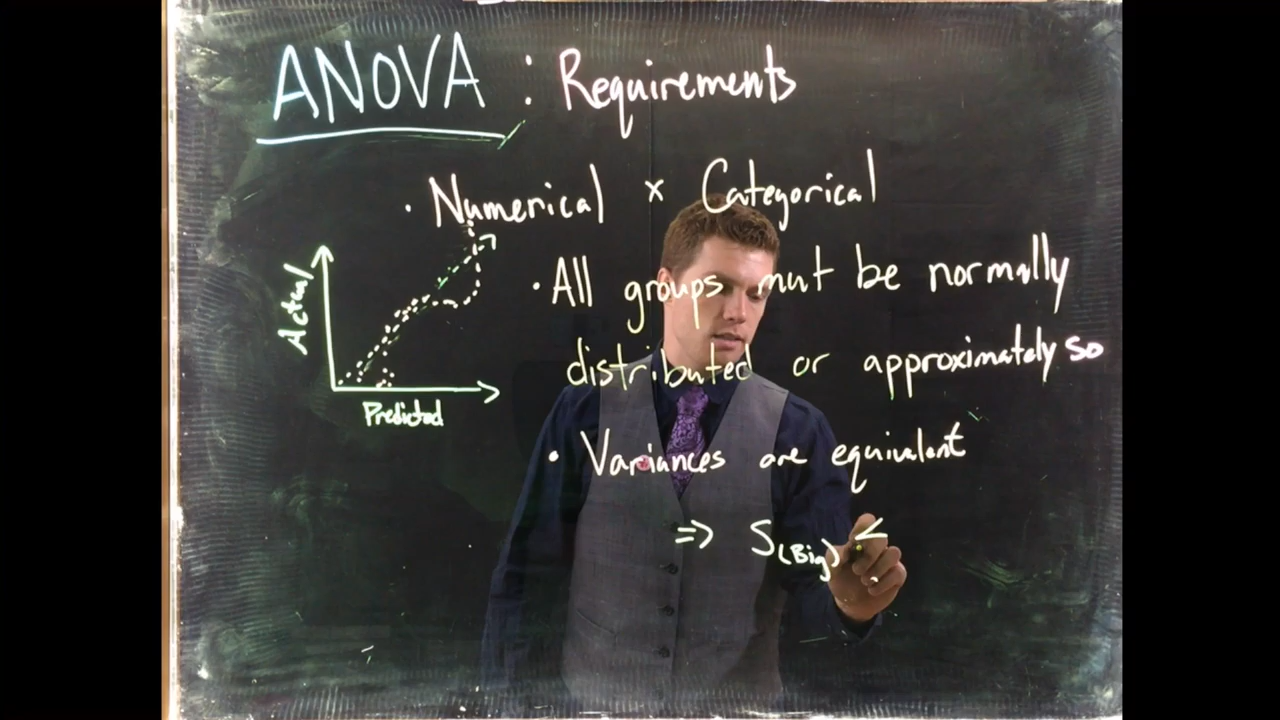 ANOVA : Requirements
· Numerical x Categorical
· All groups must be normally
distributed or approximately so
Actual
Predicted
· Variances are equivalent
=> S(Big) <